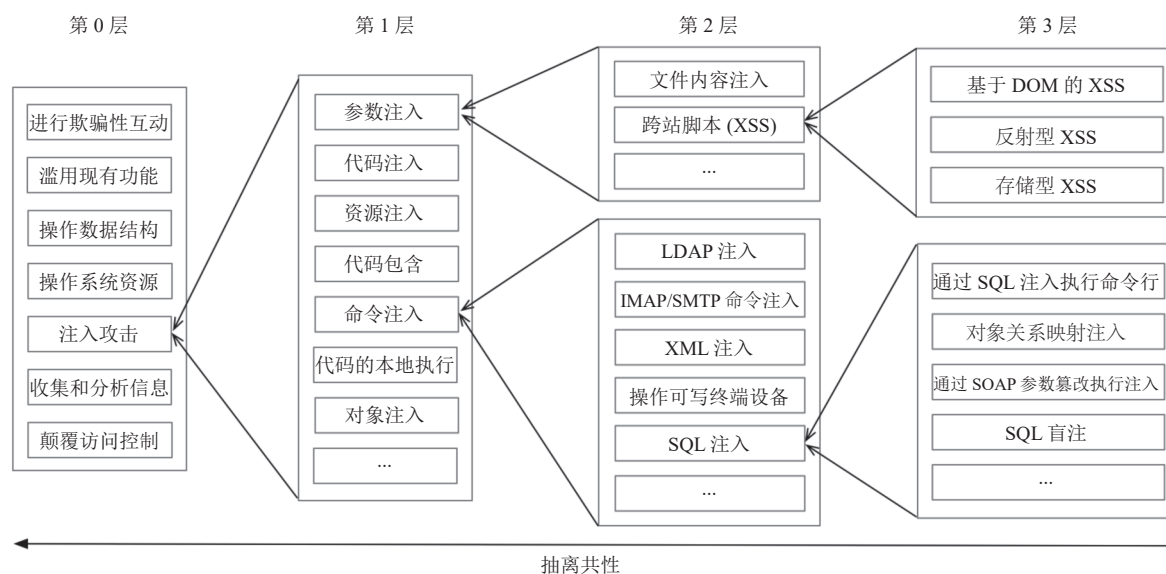 第 0 层
第 1 层
第 2 层
第 3 层
进行欺骗性互动
滥用现有功能
操作数据结构
操作系统资源
注入攻击
收集和分析信息
颠覆访问控制
参数注入
代码注入
资源注入
代码包含
命令注入
代码的本地执行
对象注入
...
文件内容注入
跨站脚本 (XSS)
...
LDAP 注入
IMAP/SMTP 命令注入
XML 注入
操作可写终端设备
SQL 注入
...
基于 DOM 的 XSS
反射型 XSS
存储型 XSS
通过 SQL 注入执行命令行
对象关系映射注入
通过 SOAP 参数篡改执行注入
SQL 盲注
...
抽离共性